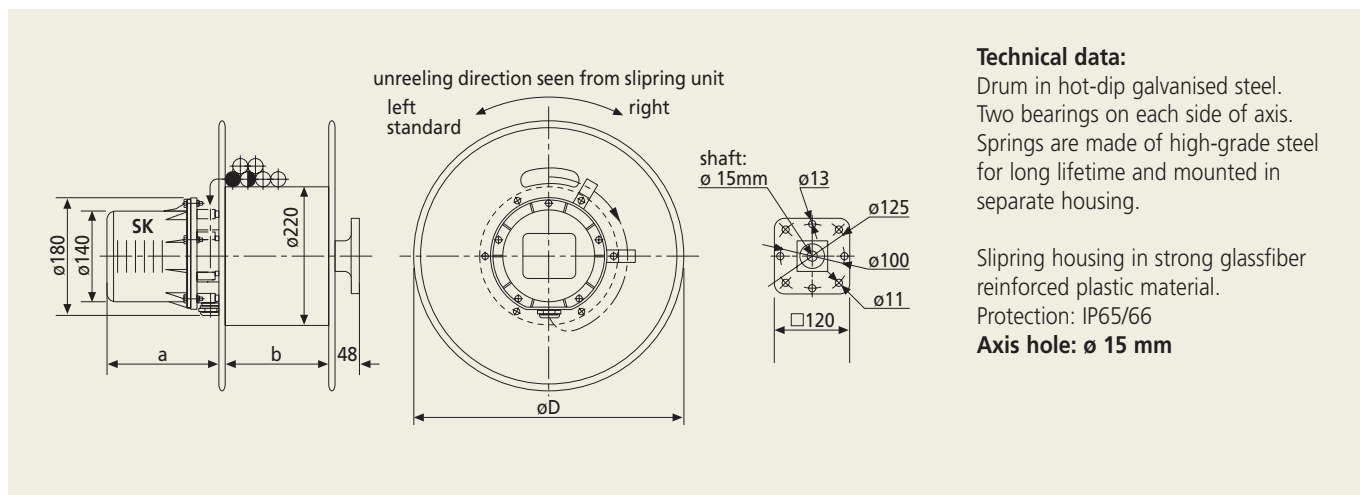 unreeling direction seen from slipring unit
left
standard
right
SK
ø180
ø140
ø220
a
b
48
øD
shaft:
ø 15mm
ø13
ø125
ø100
ø11
□120
Technical data:
Drum in hot-dip galvanised steel.
Two bearings on each side of axis.
Springs are made of high-grade steel
for long lifetime and mounted in
separate housing.
Slipring housing in strong glassfiber
reinforced plastic material.
Protection: IP65/66
Axis hole: ø 15 mm